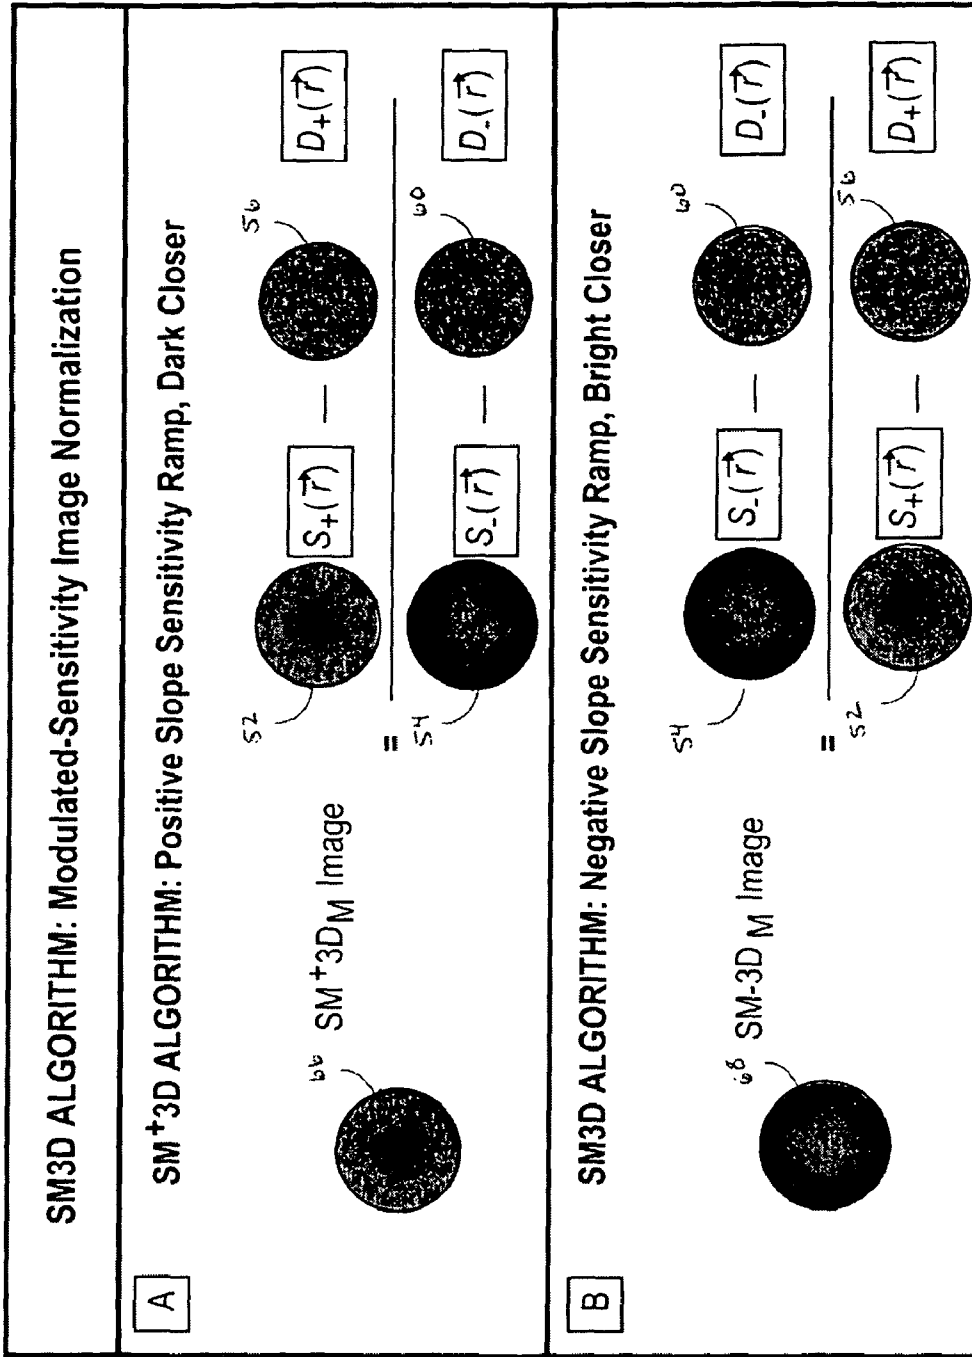 SM3D ALGORITHM: Modulated-Sensitivity Image Normalization
A
SM+3D ALGORITHM: Positive Slope Sensitivity Ramp, Dark Closer
66
SM+3DM Image
=
52
S+(r⃗)
—
56
D+(r⃗)
54
S-(r⃗)
—
60
D-(r⃗)
B
SM3D ALGORITHM: Negative Slope Sensitivity Ramp, Bright Closer
68
SM-3DM Image
=
54
S-(r⃗)
—
60
D-(r⃗)
52
S+(r⃗)
—
56
D+(r⃗)